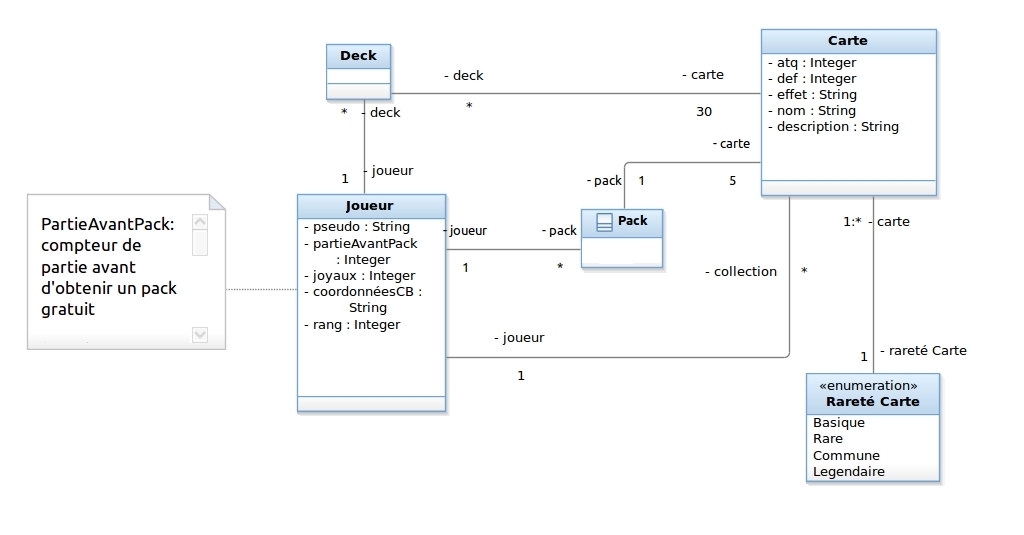 Deck
Carte
- atq : Integer
- def : Integer
- effet : String
- nom : String
- description : String
- deck
*
- carte
30
* - deck
1 - joueur
- carte
5
- pack 1
Pack
Joueur
- pseudo : String
- partieAvantPack
: Integer
- joyaux : Integer
- coordonnéesCB :
String
- rang : Integer
- joueur
1
- pack
*
PartieAvantPack:
compteur de
partie avant
d'obtenir un pack
gratuit
- collection *
- joueur
1
1:* - carte
1 - rareté Carte
«enumeration»
Rareté Carte
Basique
Rare
Commune
Legendaire